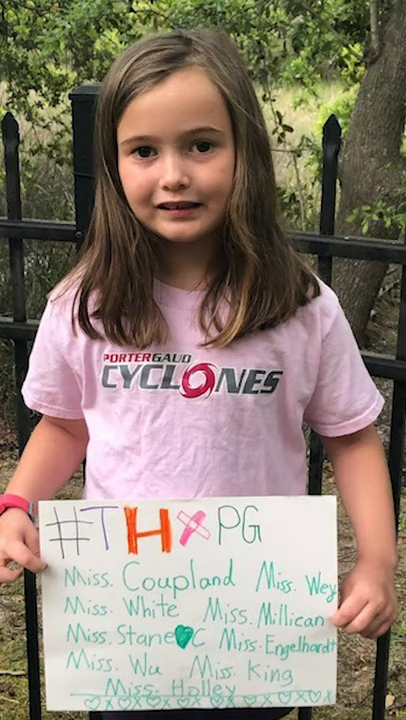 PORTER GAUD
CYCLONES
#THX PG
Miss. Coupland Miss. Wey
Miss. White Miss. Millican
Miss. Stane♥C Miss. Engelhardt
Miss. Wu Miss. King
Miss. Holley
♡x♡x♡x♡x♡x♡x♡x♡